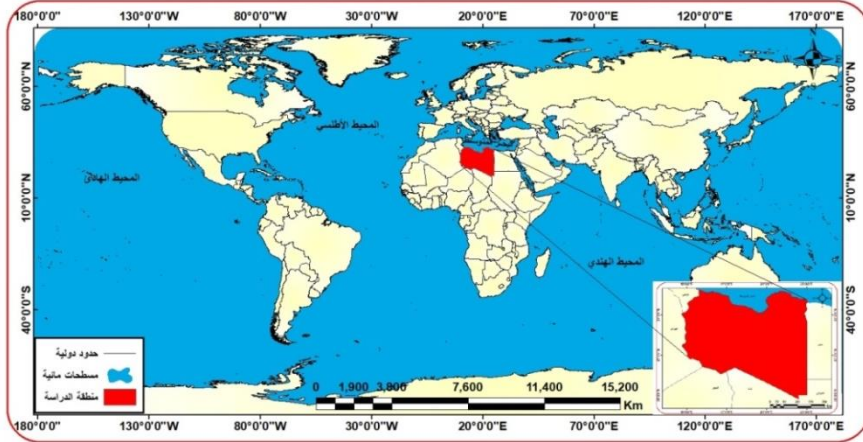 180°0'0" 130°0'0"W 80°0'0"W 30°0'0"W 20°0'0"E 70°0'0"E 120°0'0"E 170°0'0"E
N
60°0'0"N 60°0'0"N
المحيط الأطلسي
المحيط الهادئ
10°0'0"N 10°0'0"N
المحيط الهندي
40°0'0"S 40°0'0"S
حدود دولية
مسطحات مائية
منطقة الدراسة
0 1,900 3,800 7,600 11,400 15,200
Km
180°0'0" 130°0'0"W 80°0'0"W 30°0'0"W 20°0'0"E 70°0'0"E 120°0'0"E 170°0'0"E